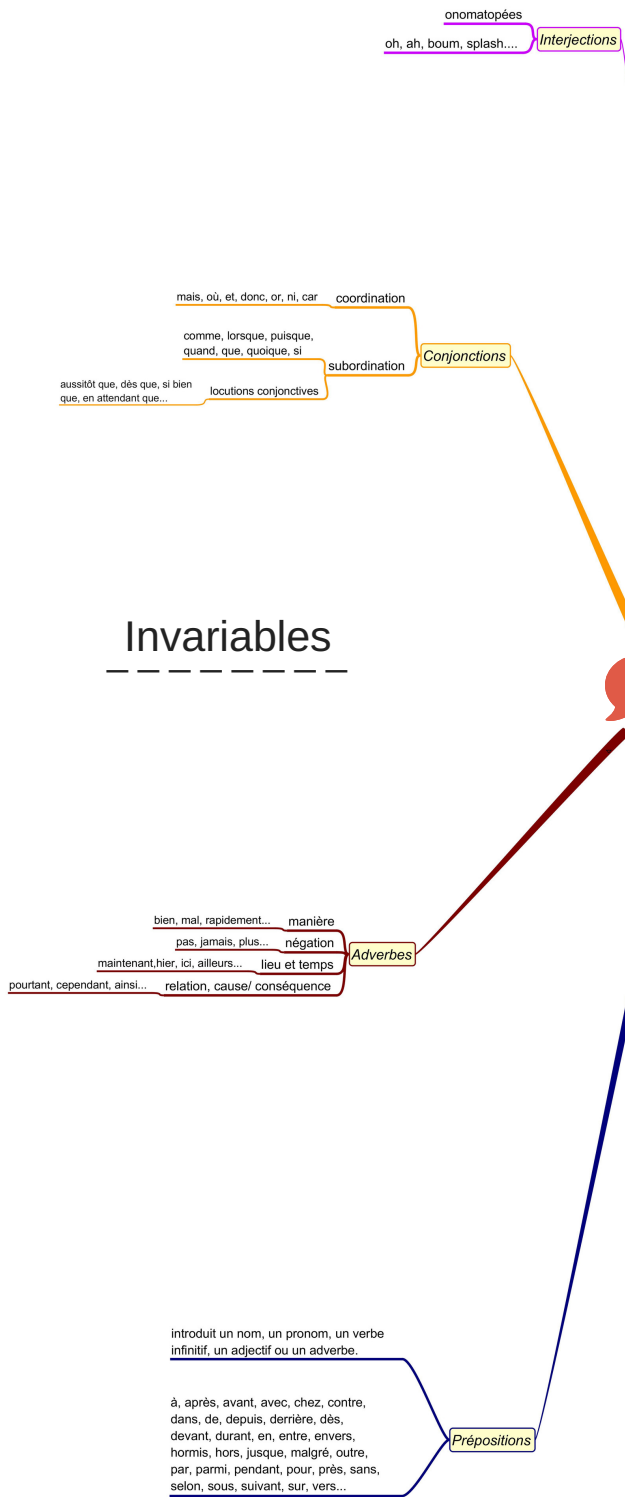 onomatopées
oh, ah, boum, splash....
Interjections
mais, où, et, donc, or, ni, car
coordination
comme, lorsque, puisque,
quand, que, quoique, si
subordination
Conjonctions
aussitôt que, dès que, si bien
que, en attendant que...
locutions conjonctives
Invariables
bien, mal, rapidement...
manière
pas, jamais, plus...
négation
Adverbes
maintenant,hier, ici, ailleurs...
lieu et temps
pourtant, cependant, ainsi...
relation, cause/ conséquence
introduit un nom, un pronom, un verbe
infinitif, un adjectif ou un adverbe.
à, après, avant, avec, chez, contre,
dans, de, depuis, derrière, dès,
devant, durant, en, entre, envers,
hormis, hors, jusque, malgré, outre,
par, parmi, pendant, pour, près, sans,
selon, sous, suivant, sur, vers...
Prépositions